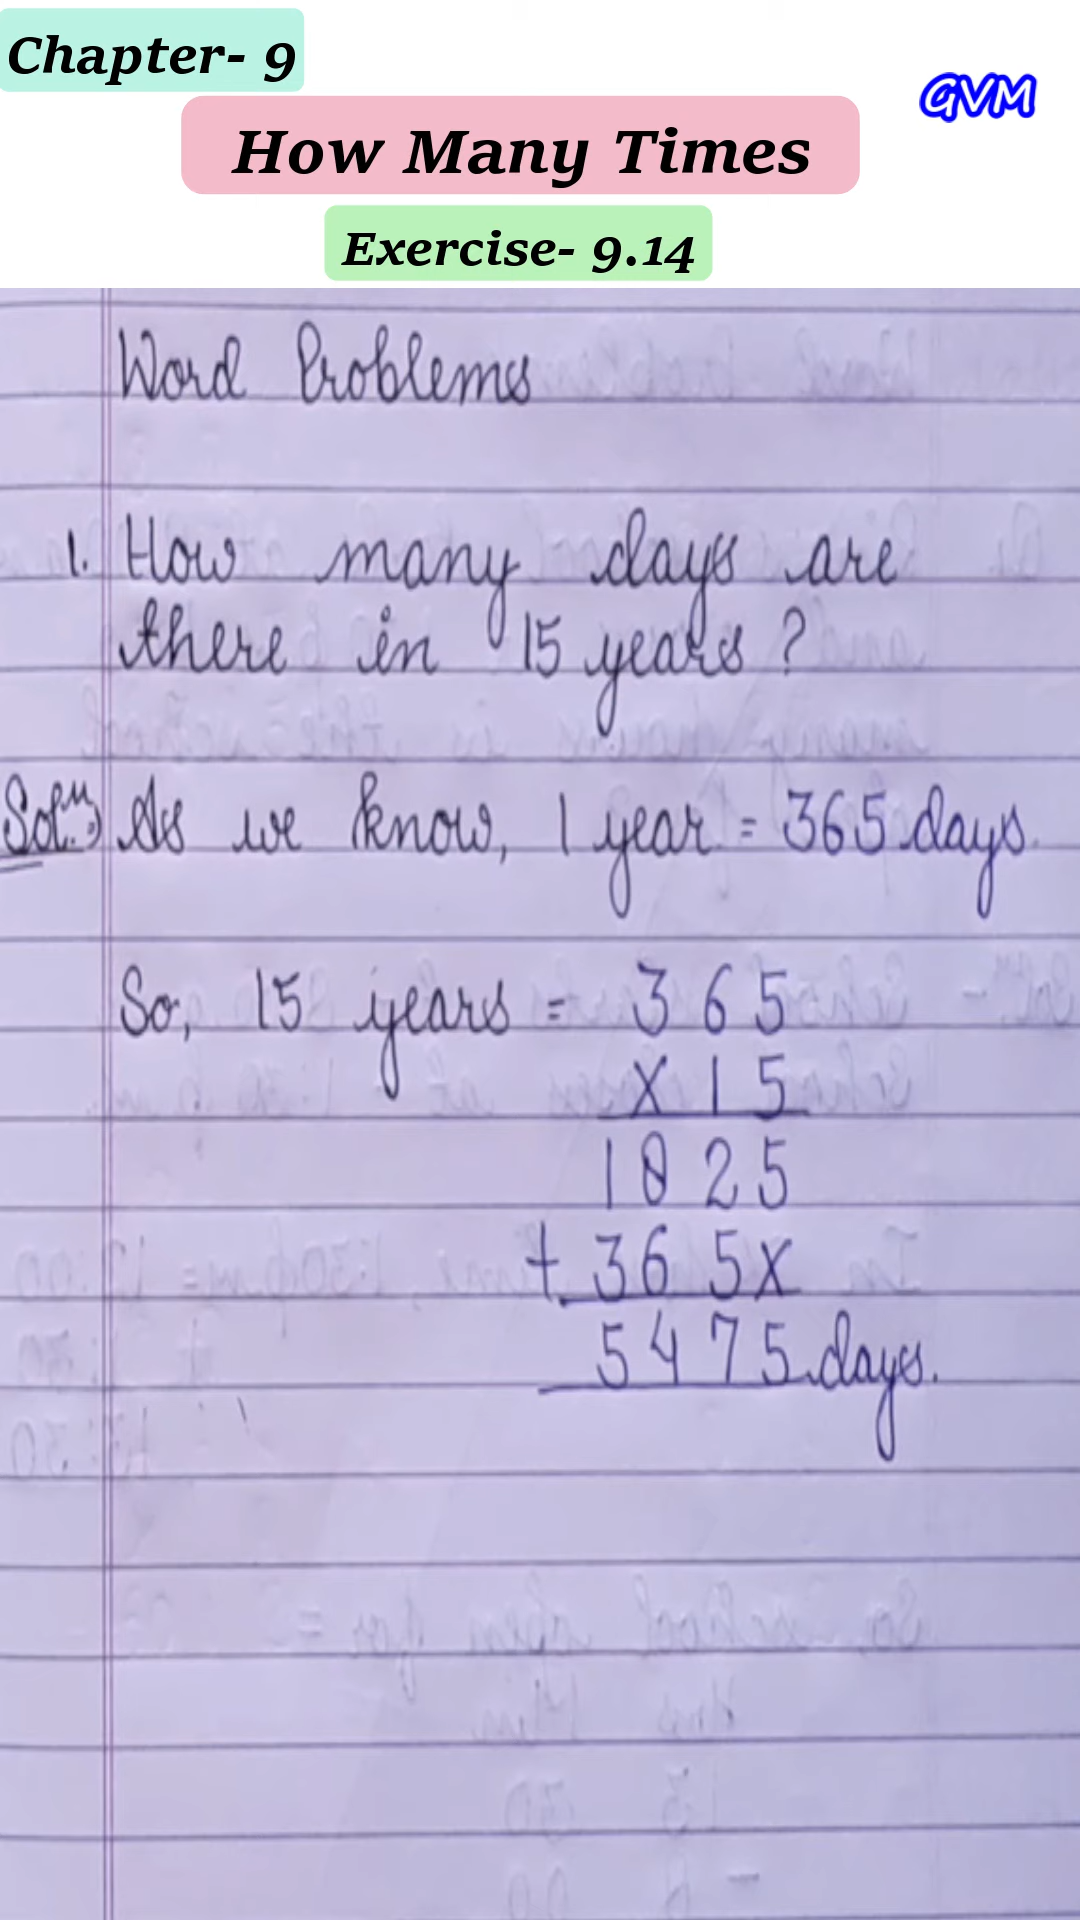 Chapter- 9
GVM
How Many Times
Exercise- 9.14
Word Problems
1. How many days are
there in 15 years?
Solⁿ:) As we know, 1 year = 365 days.
So, 15 years = 365
x 15
1825
+ 365x
5475 days.